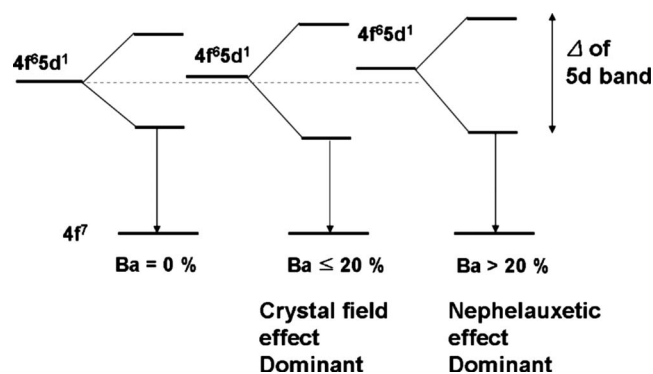 4f⁶5d¹
4f⁶5d¹
4f⁶5d¹
Δ of
5d band
4f⁷
Ba = 0 %
Ba ≤ 20 %
Ba > 20 %
Crystal field
effect
Dominant
Nephelauxetic
effect
Dominant